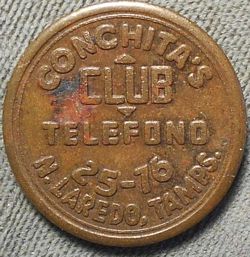 CONCHITA'S
CLUB
TELEFONO
25-16
N. LAREDO, TAMPS.